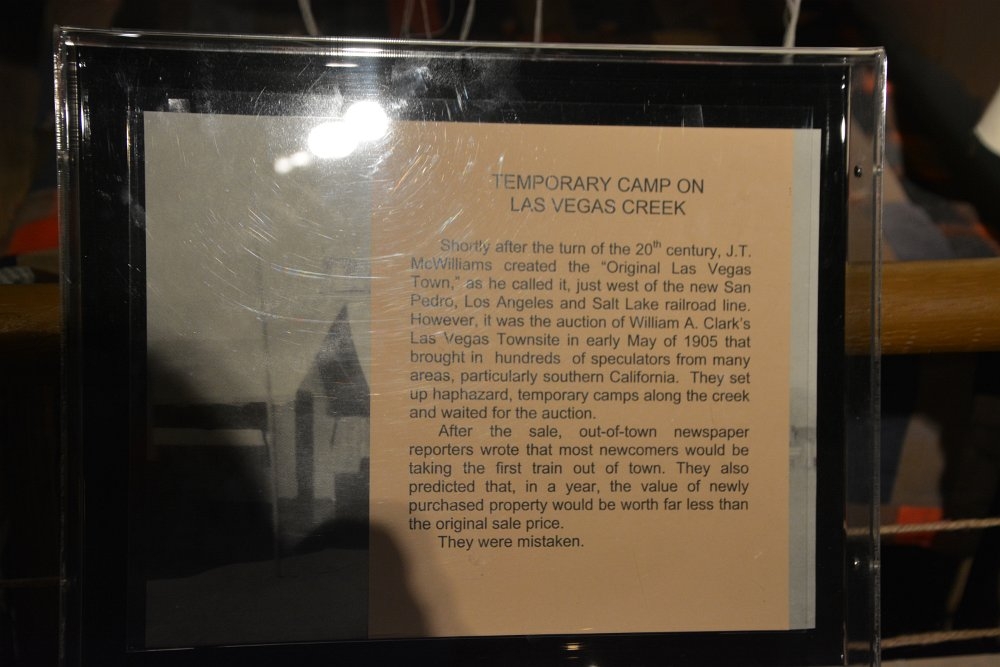 TEMPORARY CAMP ON
LAS VEGAS CREEK
Shortly after the turn of the 20th century, J.T.
McWilliams created the "Original Las Vegas
Town," as he called it, just west of the new San
Pedro, Los Angeles and Salt Lake railroad line.
However, it was the auction of William A. Clark's
Las Vegas Townsite in early May of 1905 that
brought in hundreds of speculators from many
areas, particularly southern California. They set
up haphazard, temporary camps along the creek
and waited for the auction.
After the sale, out-of-town newspaper
reporters wrote that most newcomers would be
taking the first train out of town. They also
predicted that, in a year, the value of newly
purchased property would be worth far less than
the original sale price.
They were mistaken.